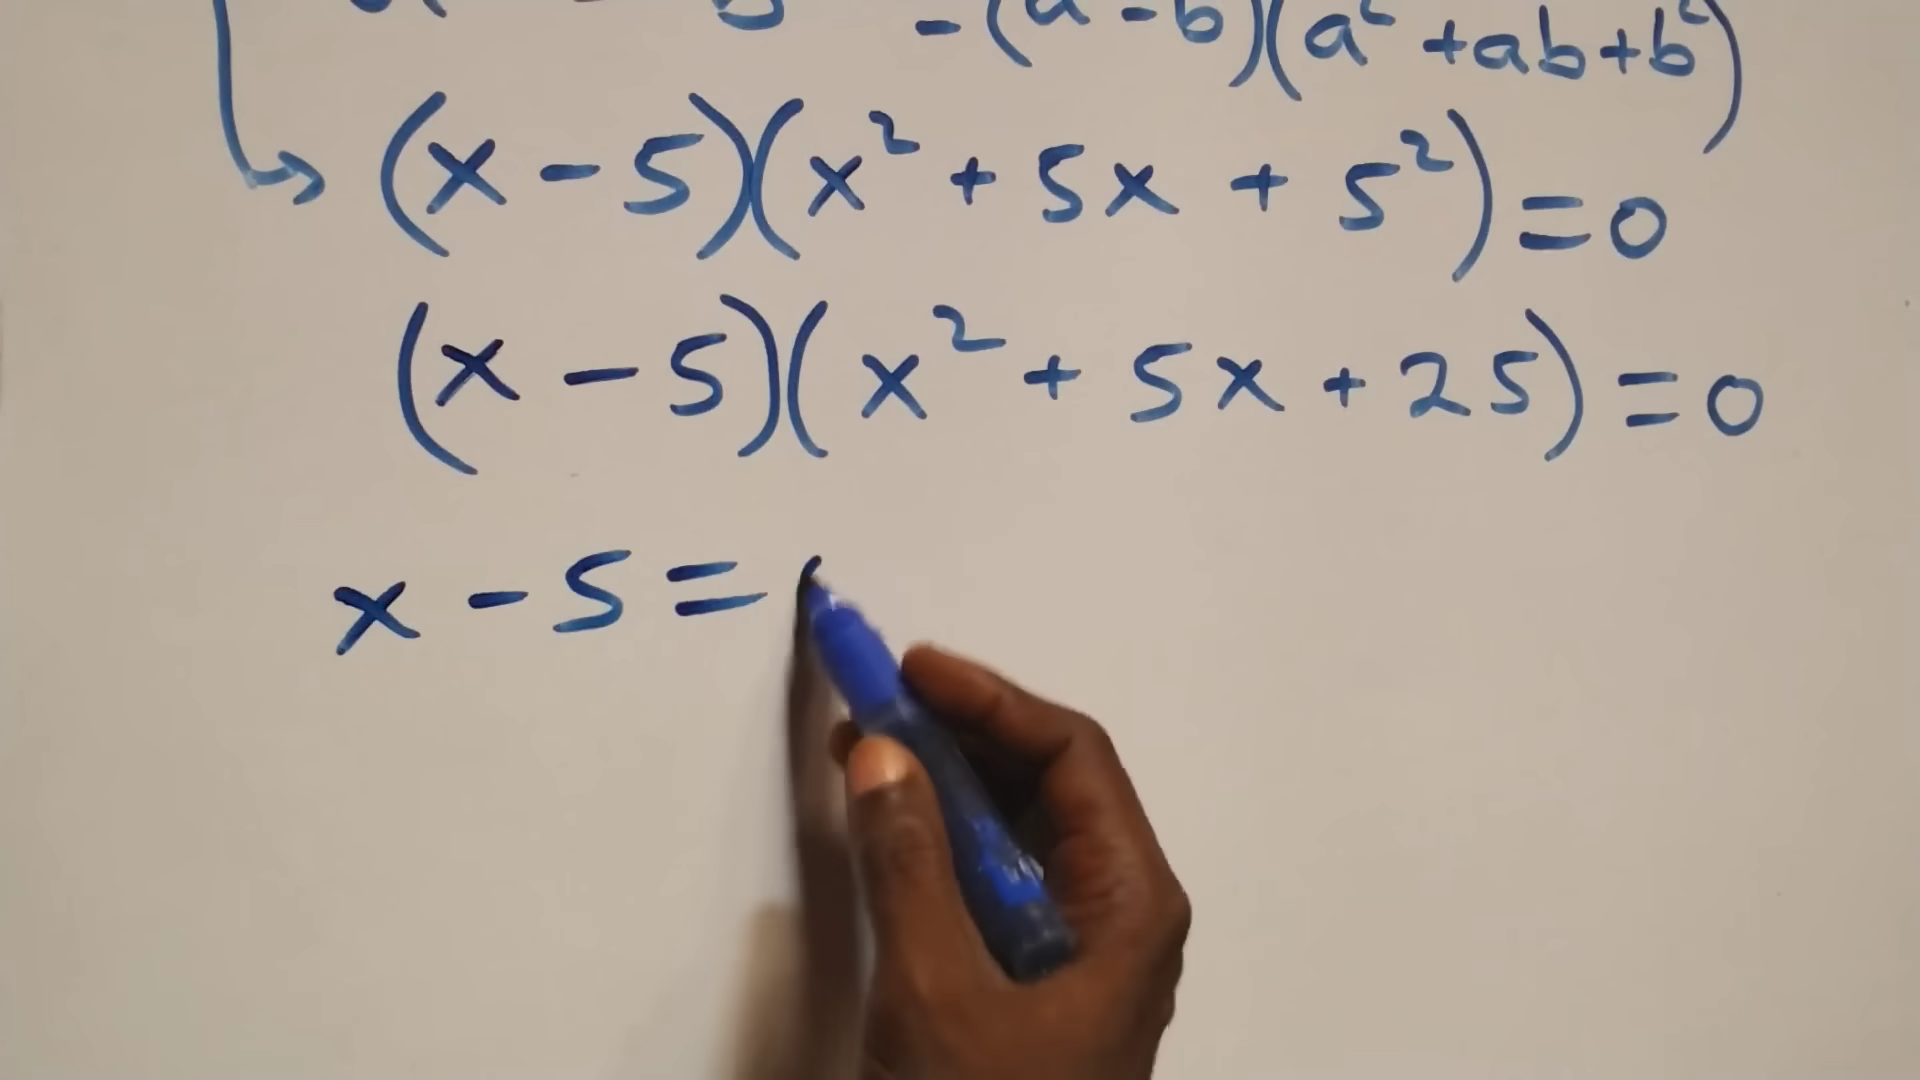 - (a - b)(a² + ab + b²)
(x - 5)(x² + 5x + 5²) = 0
(x - 5)(x² + 5x + 25) = 0
x - 5 =